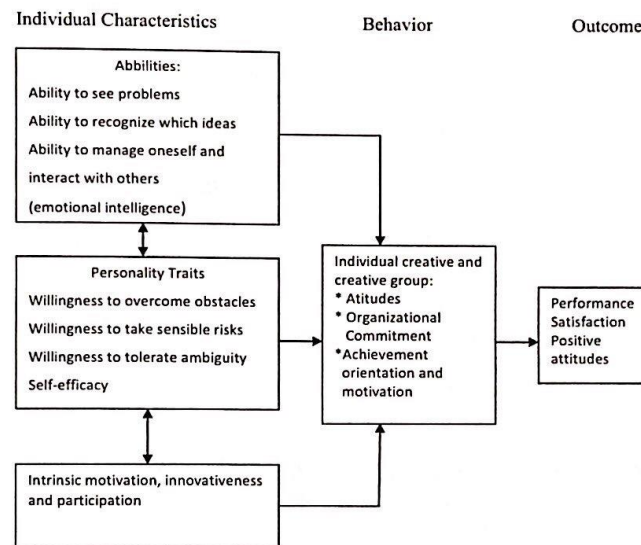 Individual Characteristics
Behavior
Outcome
Abbilities:
Ability to see problems
Ability to recognize which ideas
Ability to manage oneself and
interact with others
(emotional intelligence)
Personality Traits
Willingness to overcome obstacles
Willingness to take sensible risks
Willingness to tolerate ambiguity
Self-efficacy
Intrinsic motivation, innovativeness
and participation
Individual creative and
creative group:
* Atitudes
* Organizational
Commitment
*Achievement
orientation and
motivation
Performance
Satisfaction
Positive
attitudes